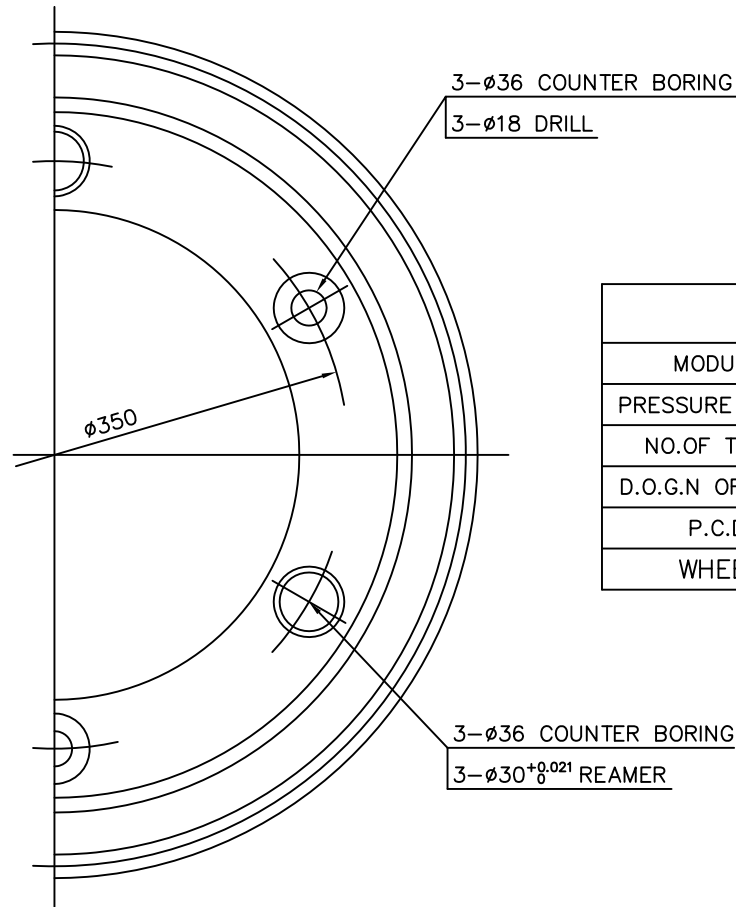 3-ø36 COUNTER BORING
3-ø18 DRILL
ø350
MODU
PRESSURE
NO.OF T
D.O.G.N OF
P.C.D
WHEE
3-ø36 COUNTER BORING
3-ø30 +0.021 0 REAMER